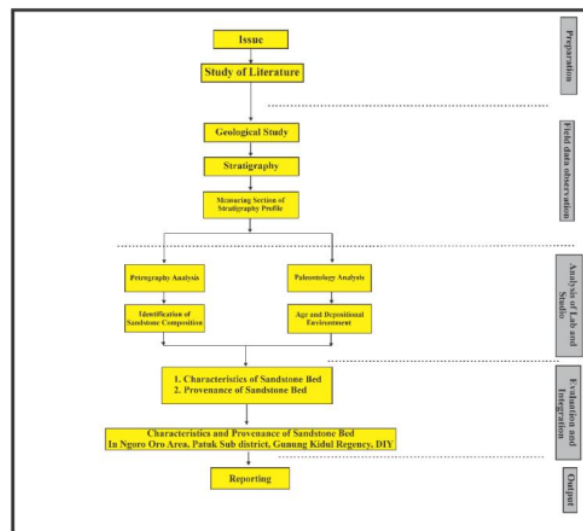 Issue
Study of Literature
Preparation
Geological Study
Stratigraphy
Measuring Section of
Stratigraphy Profile
Field data observation
Petrography Analysis
Paleontology Analysis
Identification of
Sandstone Composition
Age and Depositional
Environtment
Analysis of Lab and
Studio
1. Characteristics of Sandstone Bed
2. Provenance of Sandstone Bed
Evaluation and
Integration
Characteristics and Provenance of Sandstone Bed
In Ngoro Oro Area, Patuk Sub district, Gunung Kidul Regency, DIY
Reporting
Output